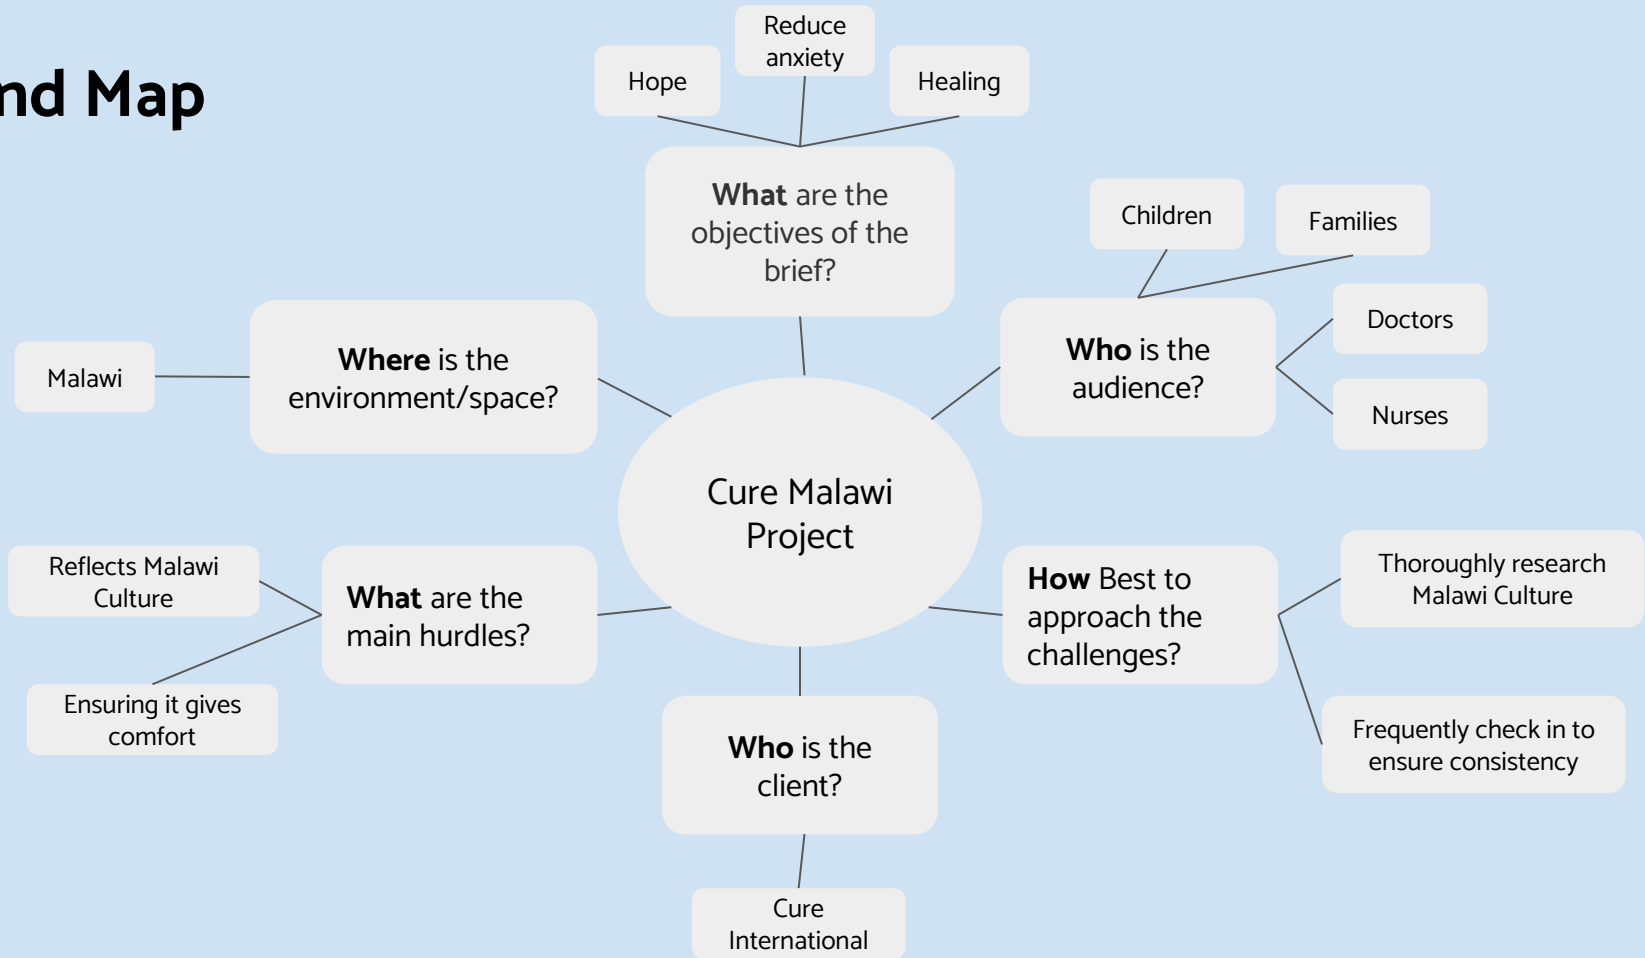 nd Map
Reduce
anxiety
Hope
Healing
What are the
objectives of the
brief?
Children
Families
Doctors
Nurses
Who is the
audience?
Where is the
environment/space?
Malawi
Cure Malawi
Project
Reflects Malawi
Culture
Ensuring it gives
comfort
What are the
main hurdles?
How Best to
approach the
challenges?
Thoroughly research
Malawi Culture
Frequently check in to
ensure consistency
Who is the
client?
Cure
International